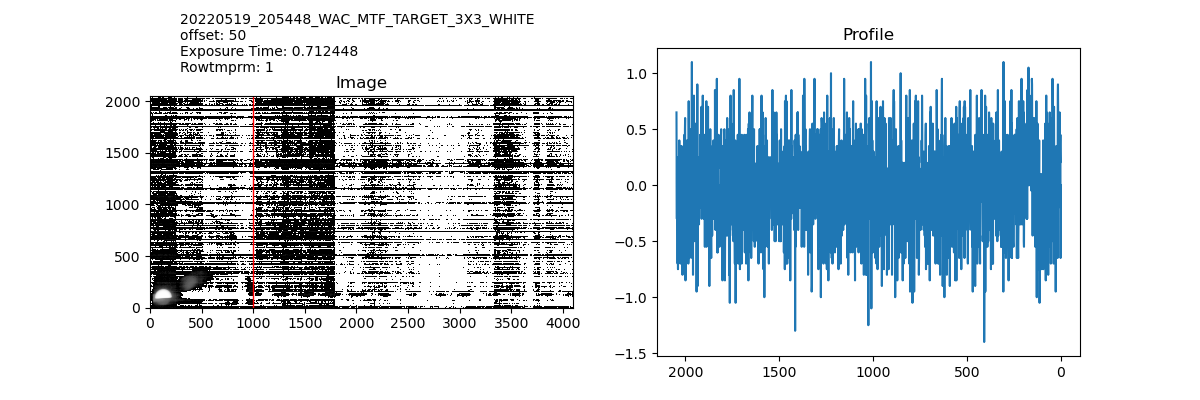 20220519_205448_WAC_MTF_TARGET_3X3_WHITE
offset: 50
Exposure Time: 0.712448
Rowtmprm: 1
Image
2000
1500
1000
500
0
0 500 1000 1500 2000 2500 3000 3500 4000
Profile
1.0
0.5
0.0
−0.5
−1.0
−1.5
2000 1500 1000 500 0